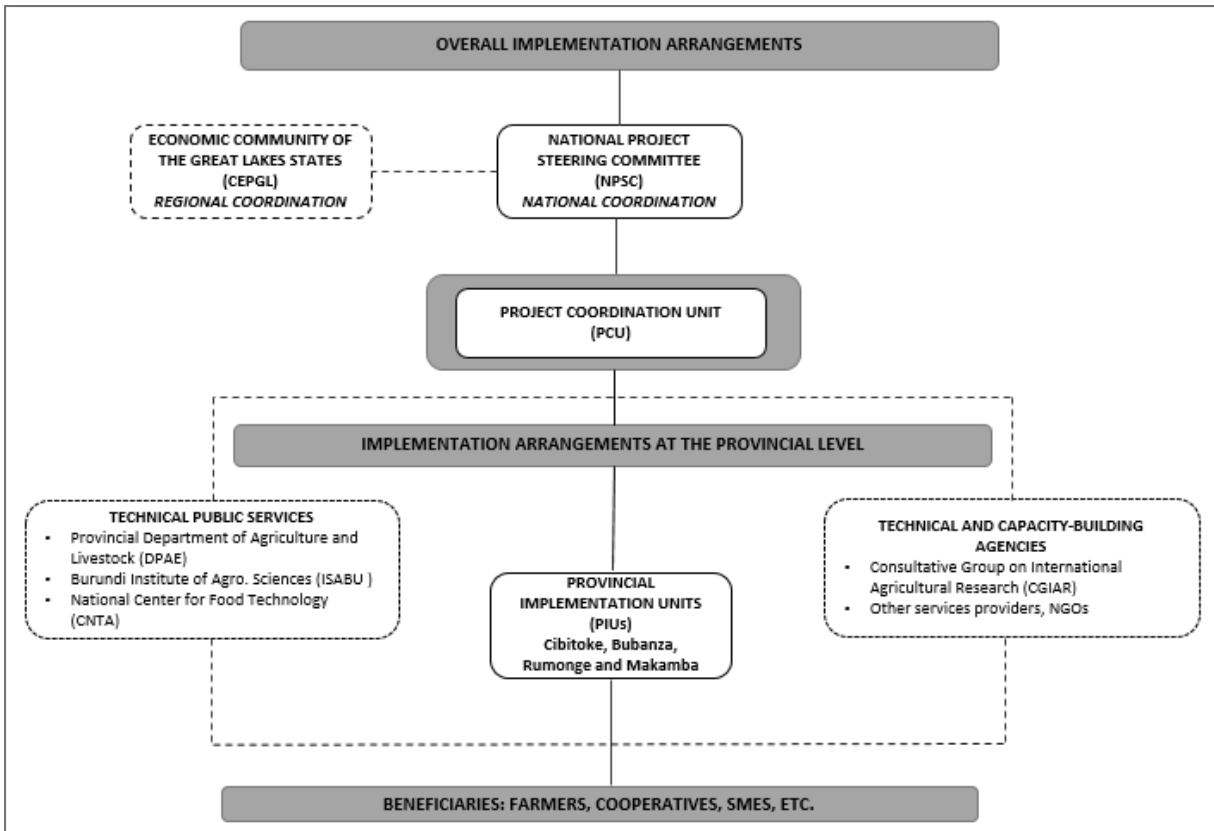 OVERALL IMPLEMENTATION ARRANGEMENTS
ECONOMIC COMMUNITY OF
THE GREAT LAKES STATES
(CEPGL)
REGIONAL COORDINATION
NATIONAL PROJECT
STEERING COMMITTEE
(NPSC)
NATIONAL COORDINATION
PROJECT COORDINATION UNIT
(PCU)
IMPLEMENTATION ARRANGEMENTS AT THE PROVINCIAL LEVEL
TECHNICAL PUBLIC SERVICES
▪ Provincial Department of Agriculture and
Livestock (DPAE)
▪ Burundi Institute of Agro. Sciences (ISABU )
▪ National Center for Food Technology
(CNTA)
PROVINCIAL
IMPLEMENTATION UNITS
(PIUs)
Cibitoke, Bubanza,
Rumonge and Makamba
TECHNICAL AND CAPACITY-BUILDING
AGENCIES
▪ Consultative Group on International
Agricultural Research (CGIAR)
▪ Other services providers, NGOs
BENEFICIARIES: FARMERS, COOPERATIVES, SMES, ETC.